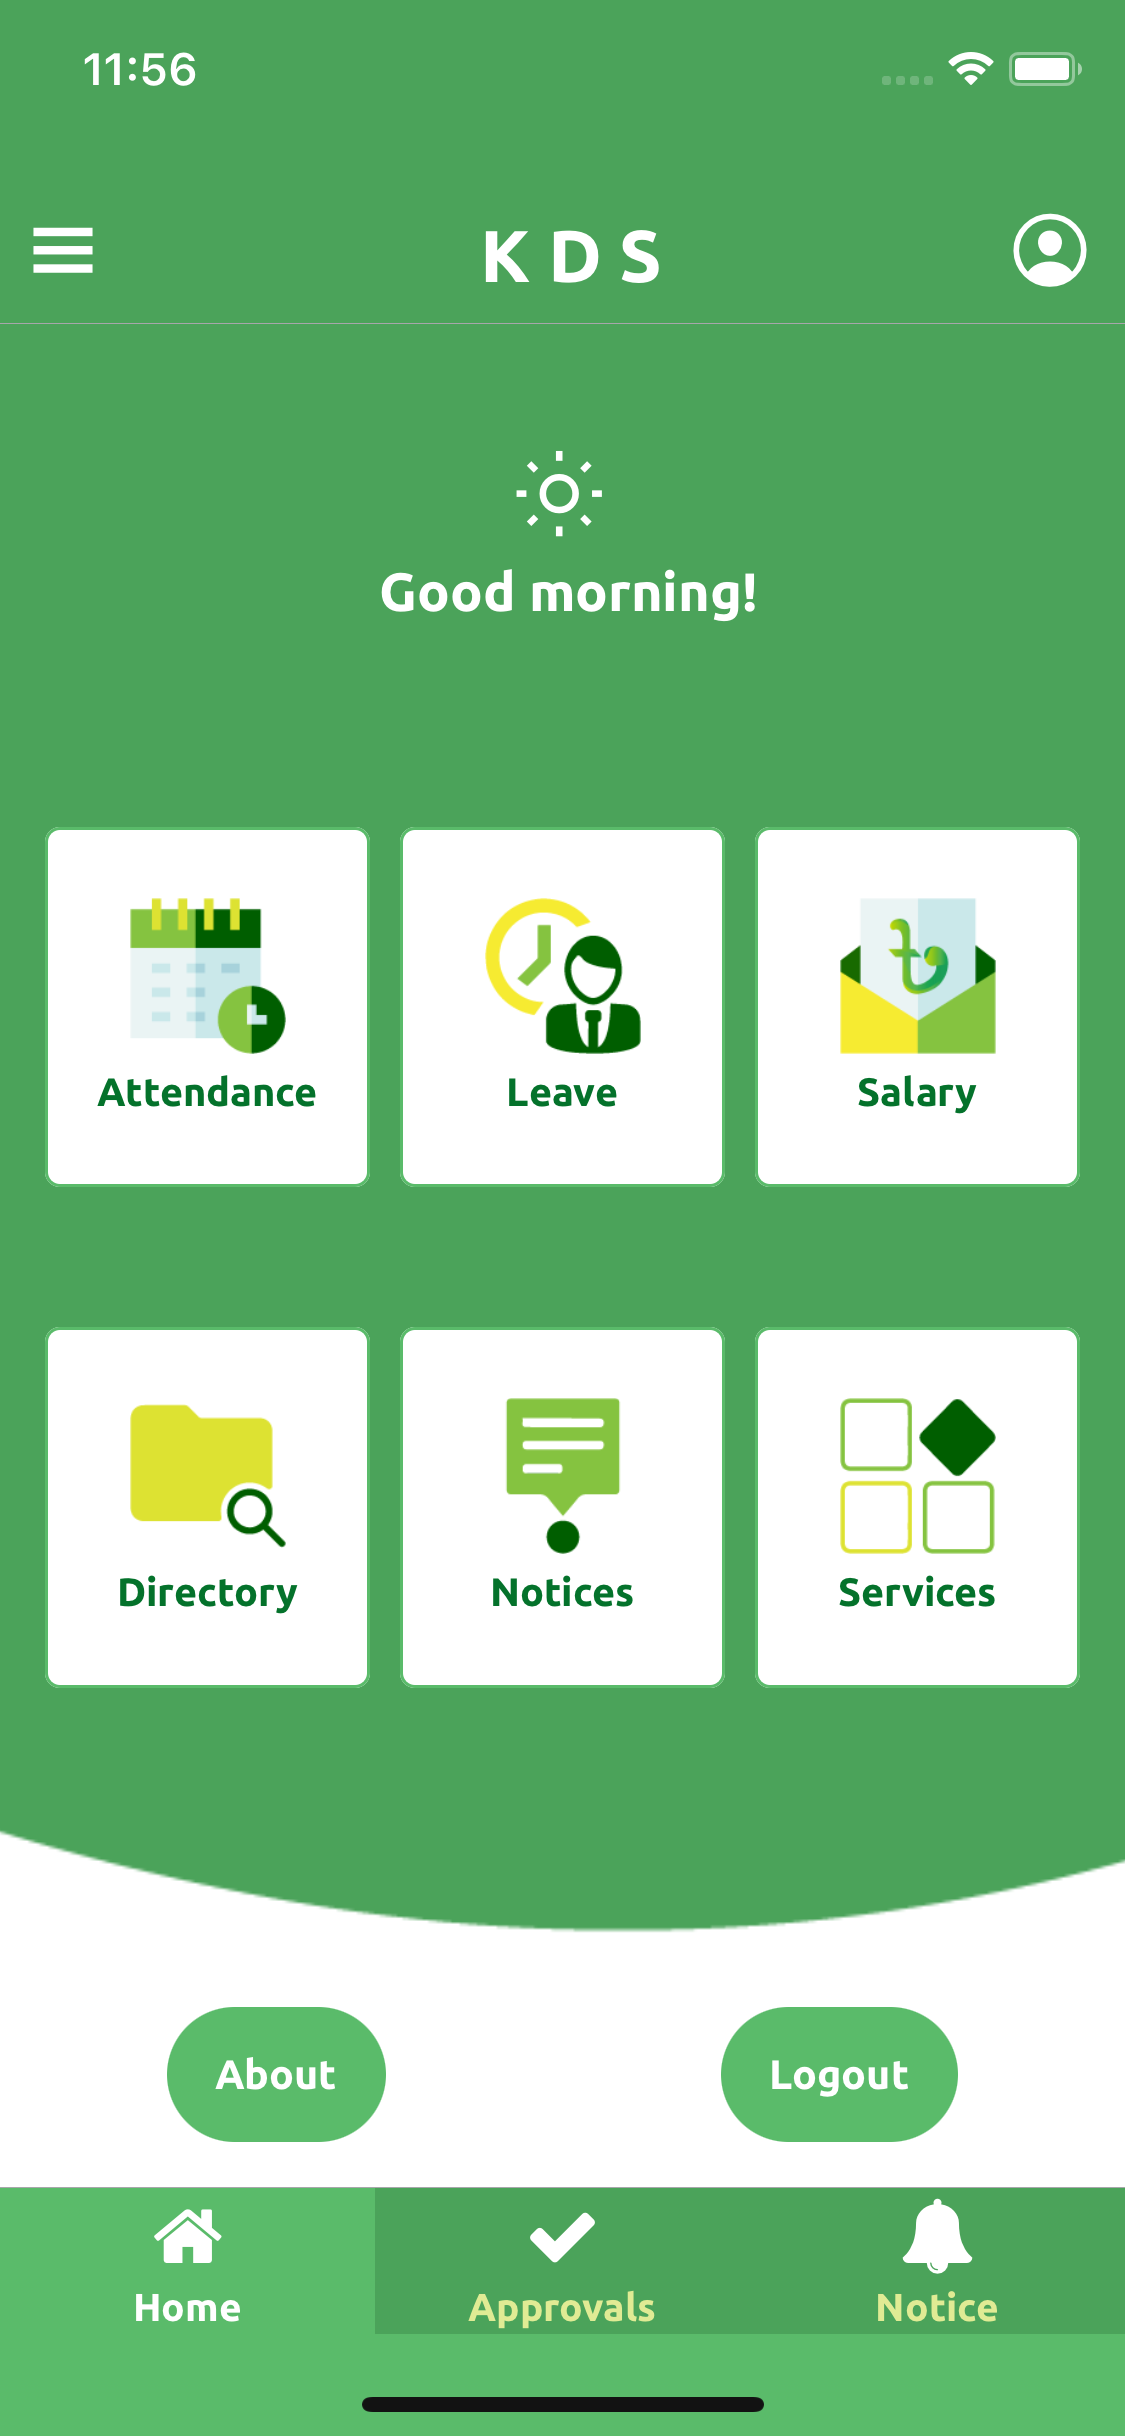 11:56
K D S
Good morning!
Attendance
Leave
Salary
Directory
Notices
Services
About
Logout
Home
Approvals
Notice